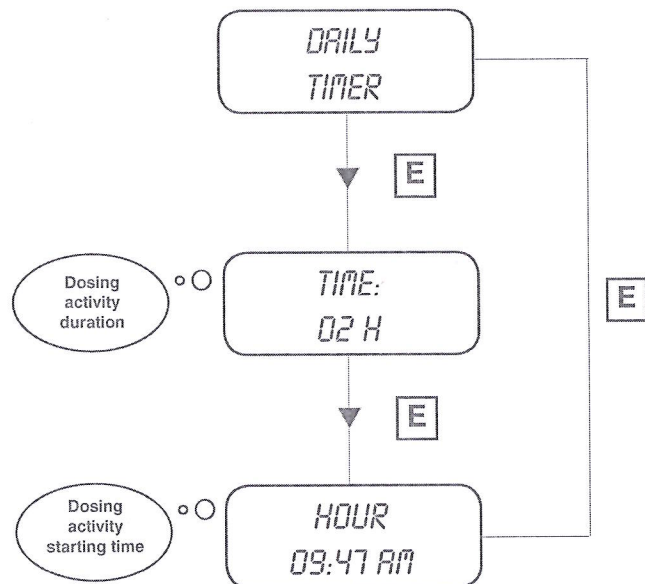 DAILY
TIMER
E
Dosing
activity
duration
TIME:
02 H
E
E
Dosing
activity
starting time
HOUR
09:47 AM